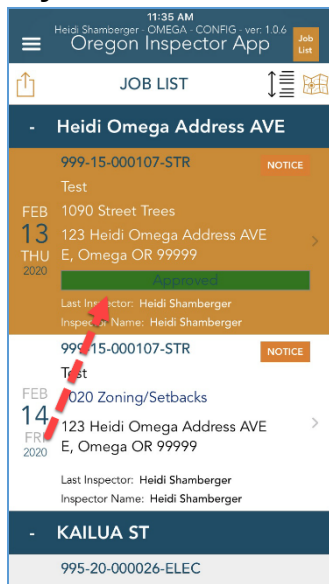 11:35 AM
Heidi Shamberger - OMEGA - CONFIG - ver: 1.0.6
Oregon Inspector App
Job
List
JOB LIST
- Heidi Omega Address AVE
999-15-000107-STR
NOTICE
Test
FEB
13
THU
2020
1090 Street Trees
123 Heidi Omega Address AVE
E, Omega OR 99999
Approved
Last Inspector: Heidi Shamberger
Inspector Name: Heidi Shamberger
999-15-000107-STR
NOTICE
Test
FEB
14
FRI
2020
1020 Zoning/Setbacks
123 Heidi Omega Address AVE
E, Omega OR 99999
Last Inspector: Heidi Shamberger
Inspector Name: Heidi Shamberger
- KAILUA ST
995-20-000026-ELEC